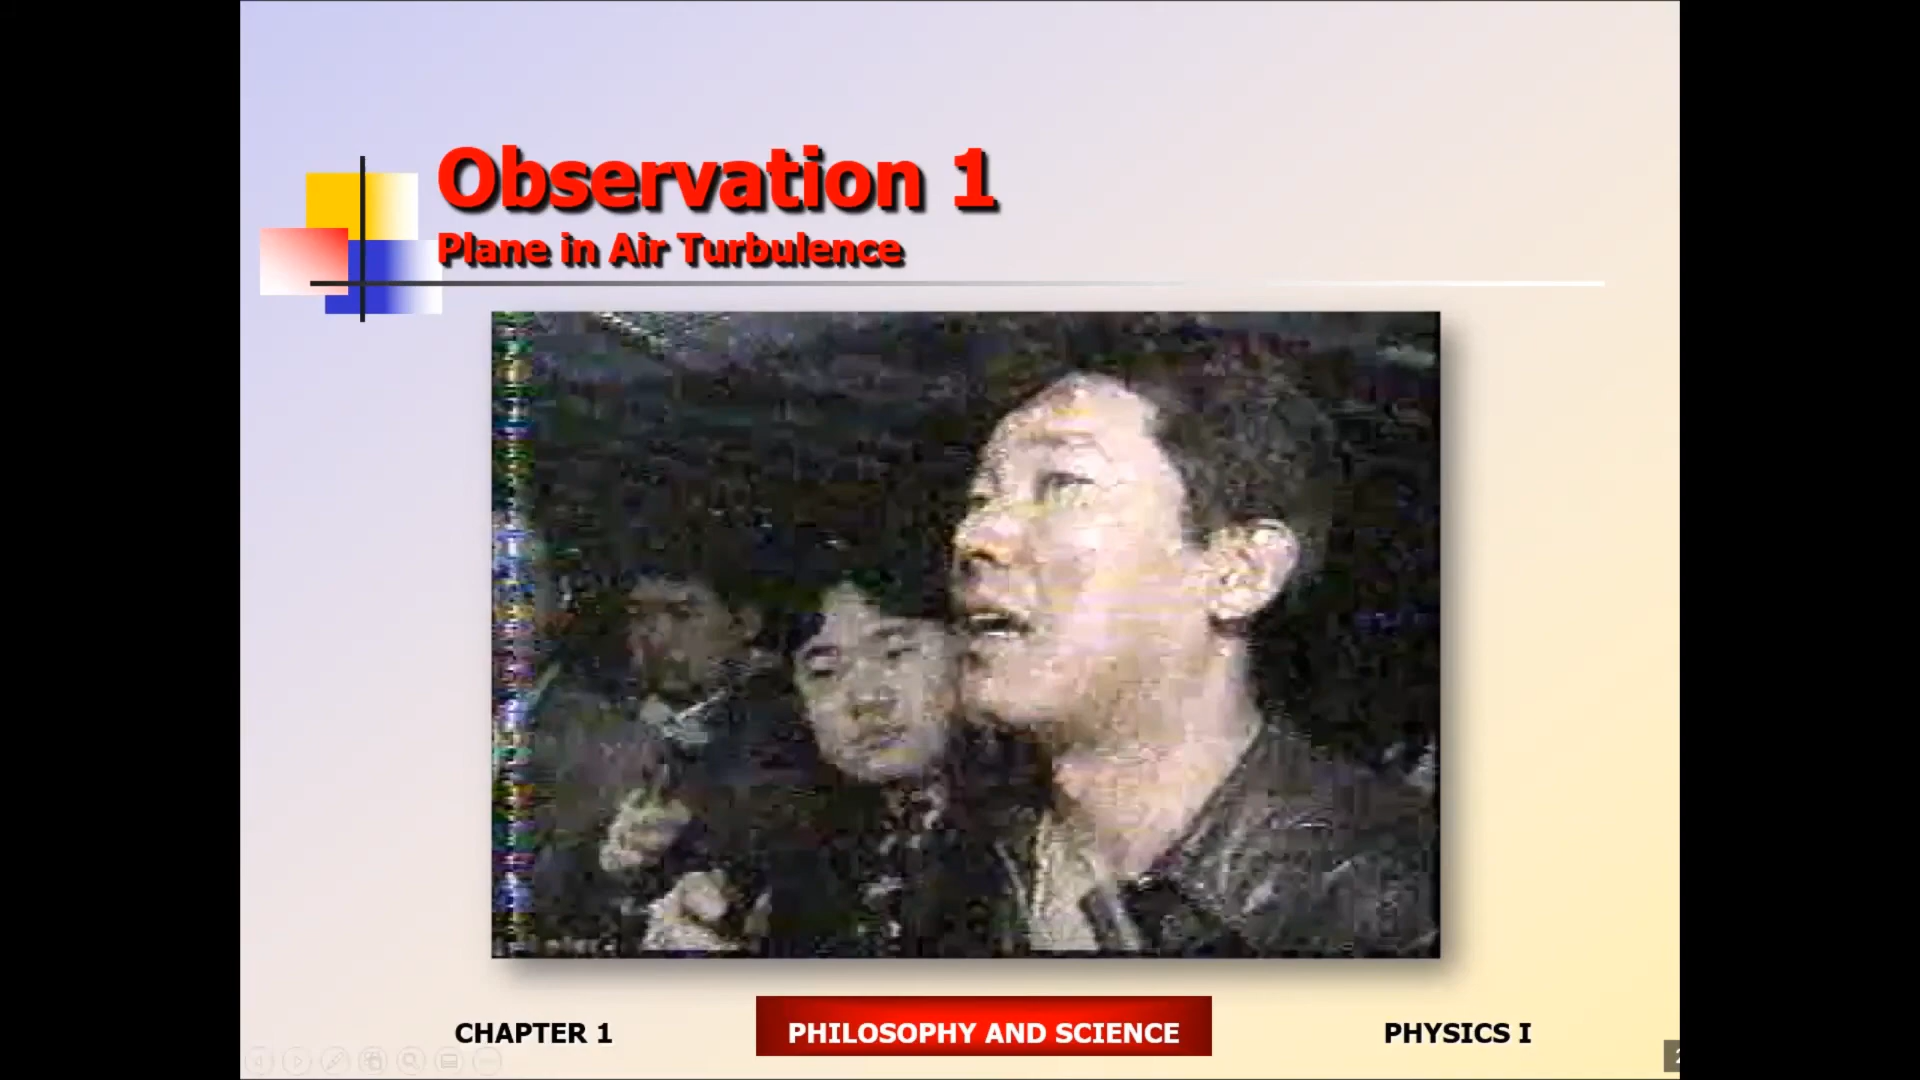 Observation 1
Plane in Air Turbulence
CHAPTER 1
PHILOSOPHY AND SCIENCE
PHYSICS I